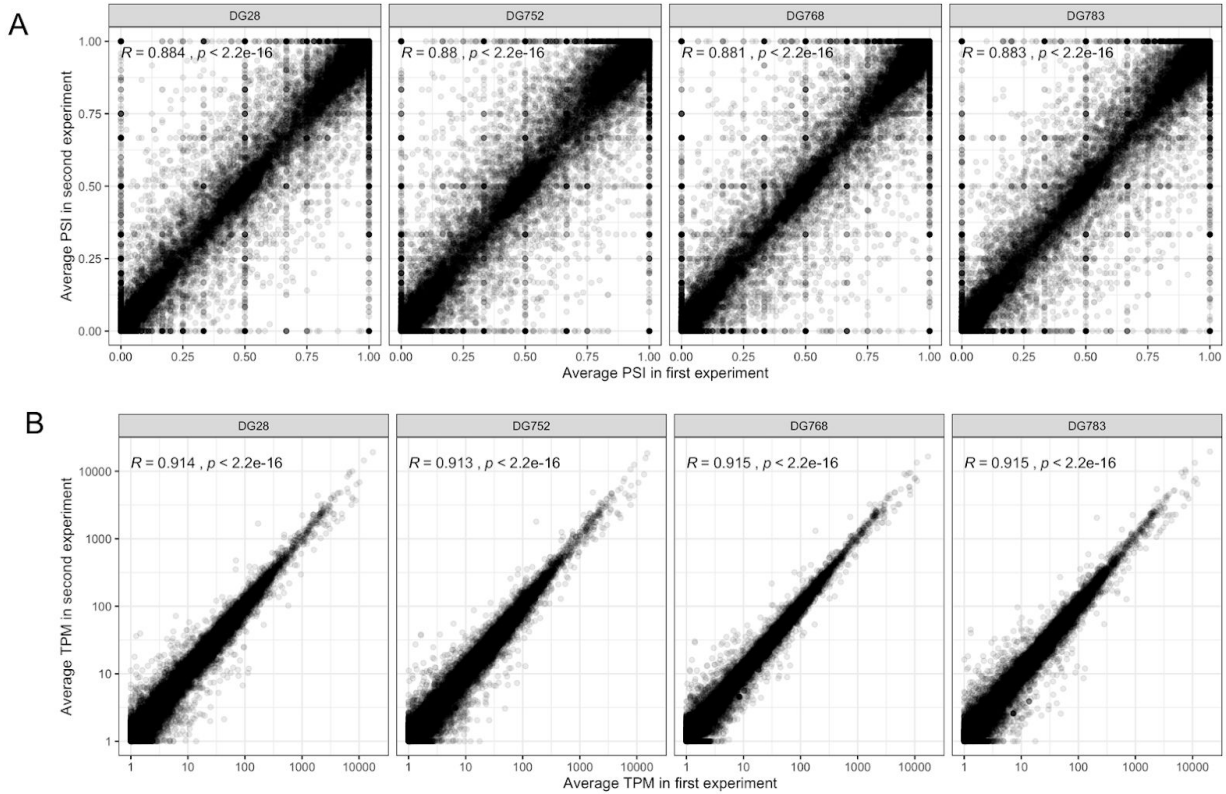 A
DG28 DG752 DG768 DG783
R = 0.884 , p < 2.2e-16 R = 0.88 , p < 2.2e-16 R = 0.881 , p < 2.2e-16 R = 0.883 , p < 2.2e-16
1.00
0.75
0.50
0.25
0.00
Average PSI in second experiment
0.00 0.25 0.50 0.75 1.00 0.00 0.25 0.50 0.75 1.00 0.00 0.25 0.50 0.75 1.00 0.00 0.25 0.50 0.75 1.00
Average PSI in first experiment
B
DG28 DG752 DG768 DG783
R = 0.914 , p < 2.2e-16 R = 0.913 , p < 2.2e-16 R = 0.915 , p < 2.2e-16 R = 0.915 , p < 2.2e-16
10000
1000
100
10
1
Average TPM in second experiment
1 10 100 1000 10000 1 10 100 1000 10000 1 10 100 1000 10000 1 10 100 1000 10000
Average TPM in first experiment